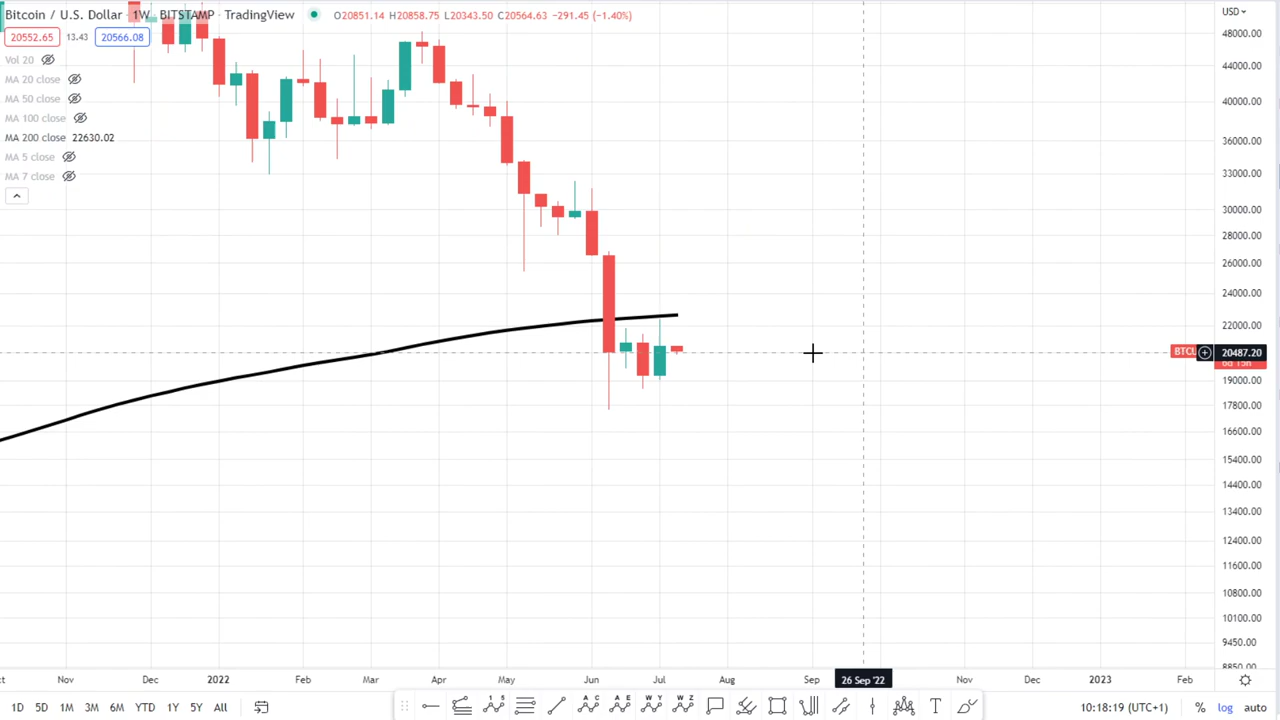 Bitcoin / U.S. Dollar · 1W · BITSTAMP · TradingView O20851.14 H20858.75 L20343.50 C20564.63 −291.45 (−1.40%)
20552.65 13.43 20566.08
Vol 20
MA 20 close
MA 50 close
MA 100 close
MA 200 close 22630.02
MA 5 close
MA 7 close
USD
48000.00
44000.00
40000.00
36000.00
33000.00
30000.00
28000.00
26000.00
24000.00
22000.00
BTCU 20487.20
6d 15h
19000.00
17800.00
16600.00
15400.00
14400.00
13400.00
12400.00
11600.00
10800.00
10100.00
9450.00
8850.00
Nov Dec 2022 Feb Mar Apr May Jun Jul Aug Sep 26 Sep '22 Nov Dec 2023 Feb
1D 5D 1M 3M 6M YTD 1Y 5Y All 1 5 A C A E W Y W Z T 10:18:19 (UTC+1) % log auto